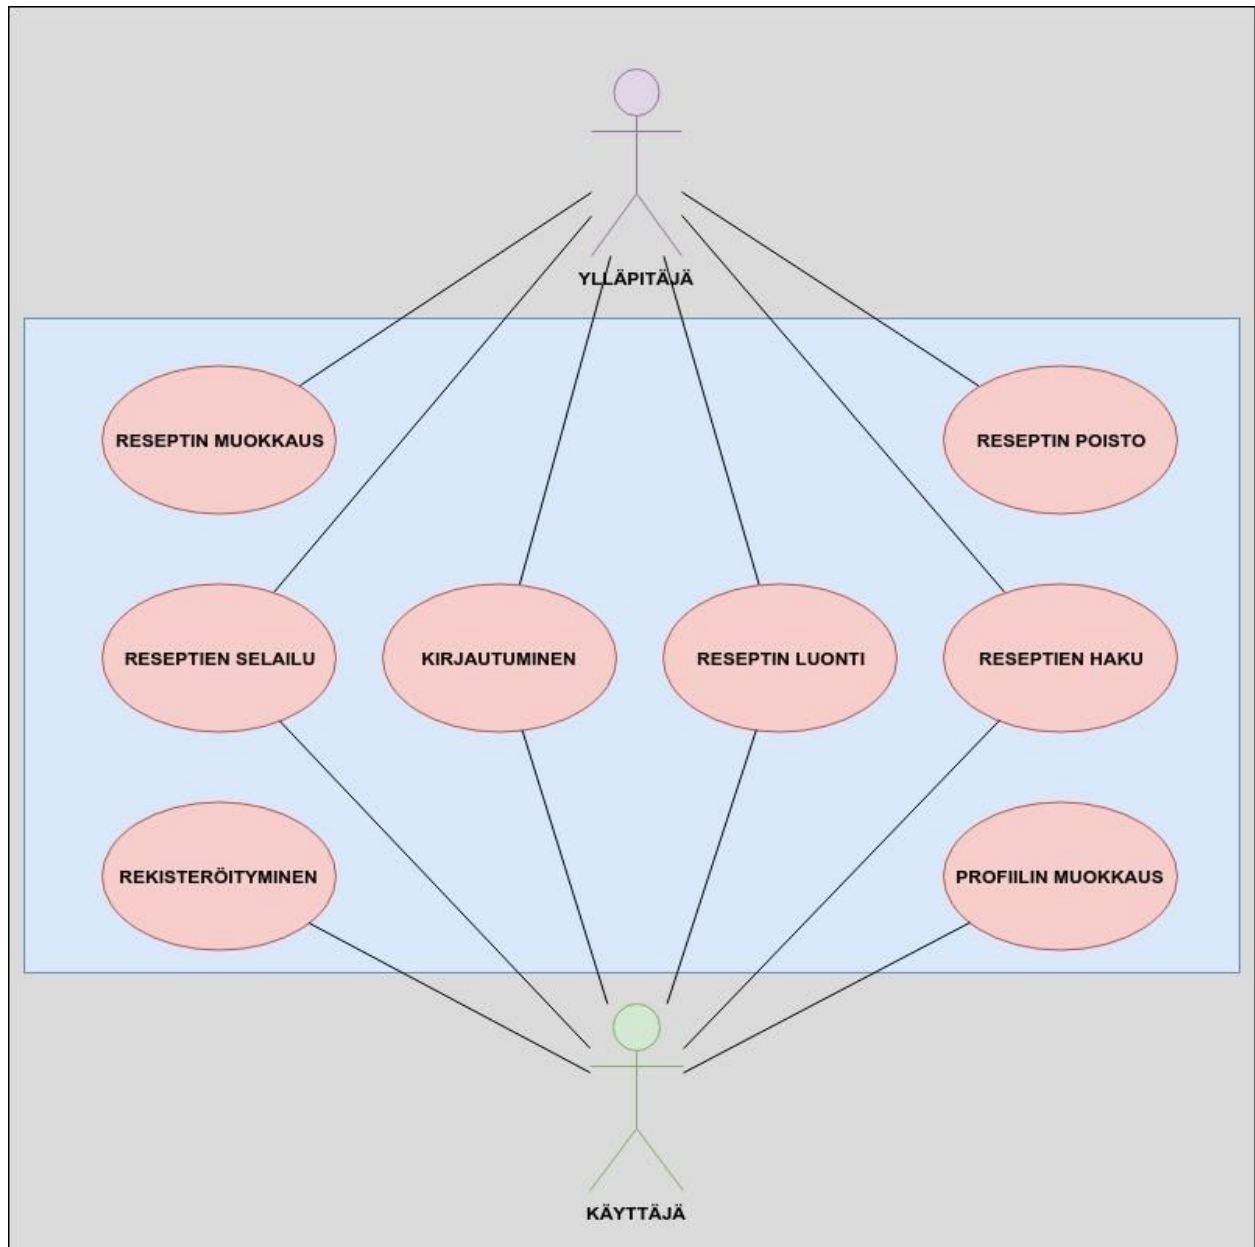 YLLÄPITÄJÄ
RESEPTIN MUOKKAUS
RESEPTIN POISTO
RESEPTIEN SELAILU
KIRJAUTUMINEN
RESEPTIN LUONTI
RESEPTIEN HAKU
REKISTERÖITYMINEN
PROFIILIN MUOKKAUS
KÄYTTÄJÄ